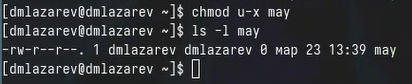 [dmlazarev@dmlazarev ~]$ chmod u-x may
[dmlazarev@dmlazarev ~]$ ls -l may
-rw-r--r--. 1 dmlazarev dmlazarev 0 мар 23 13:39 may
[dmlazarev@dmlazarev ~]$